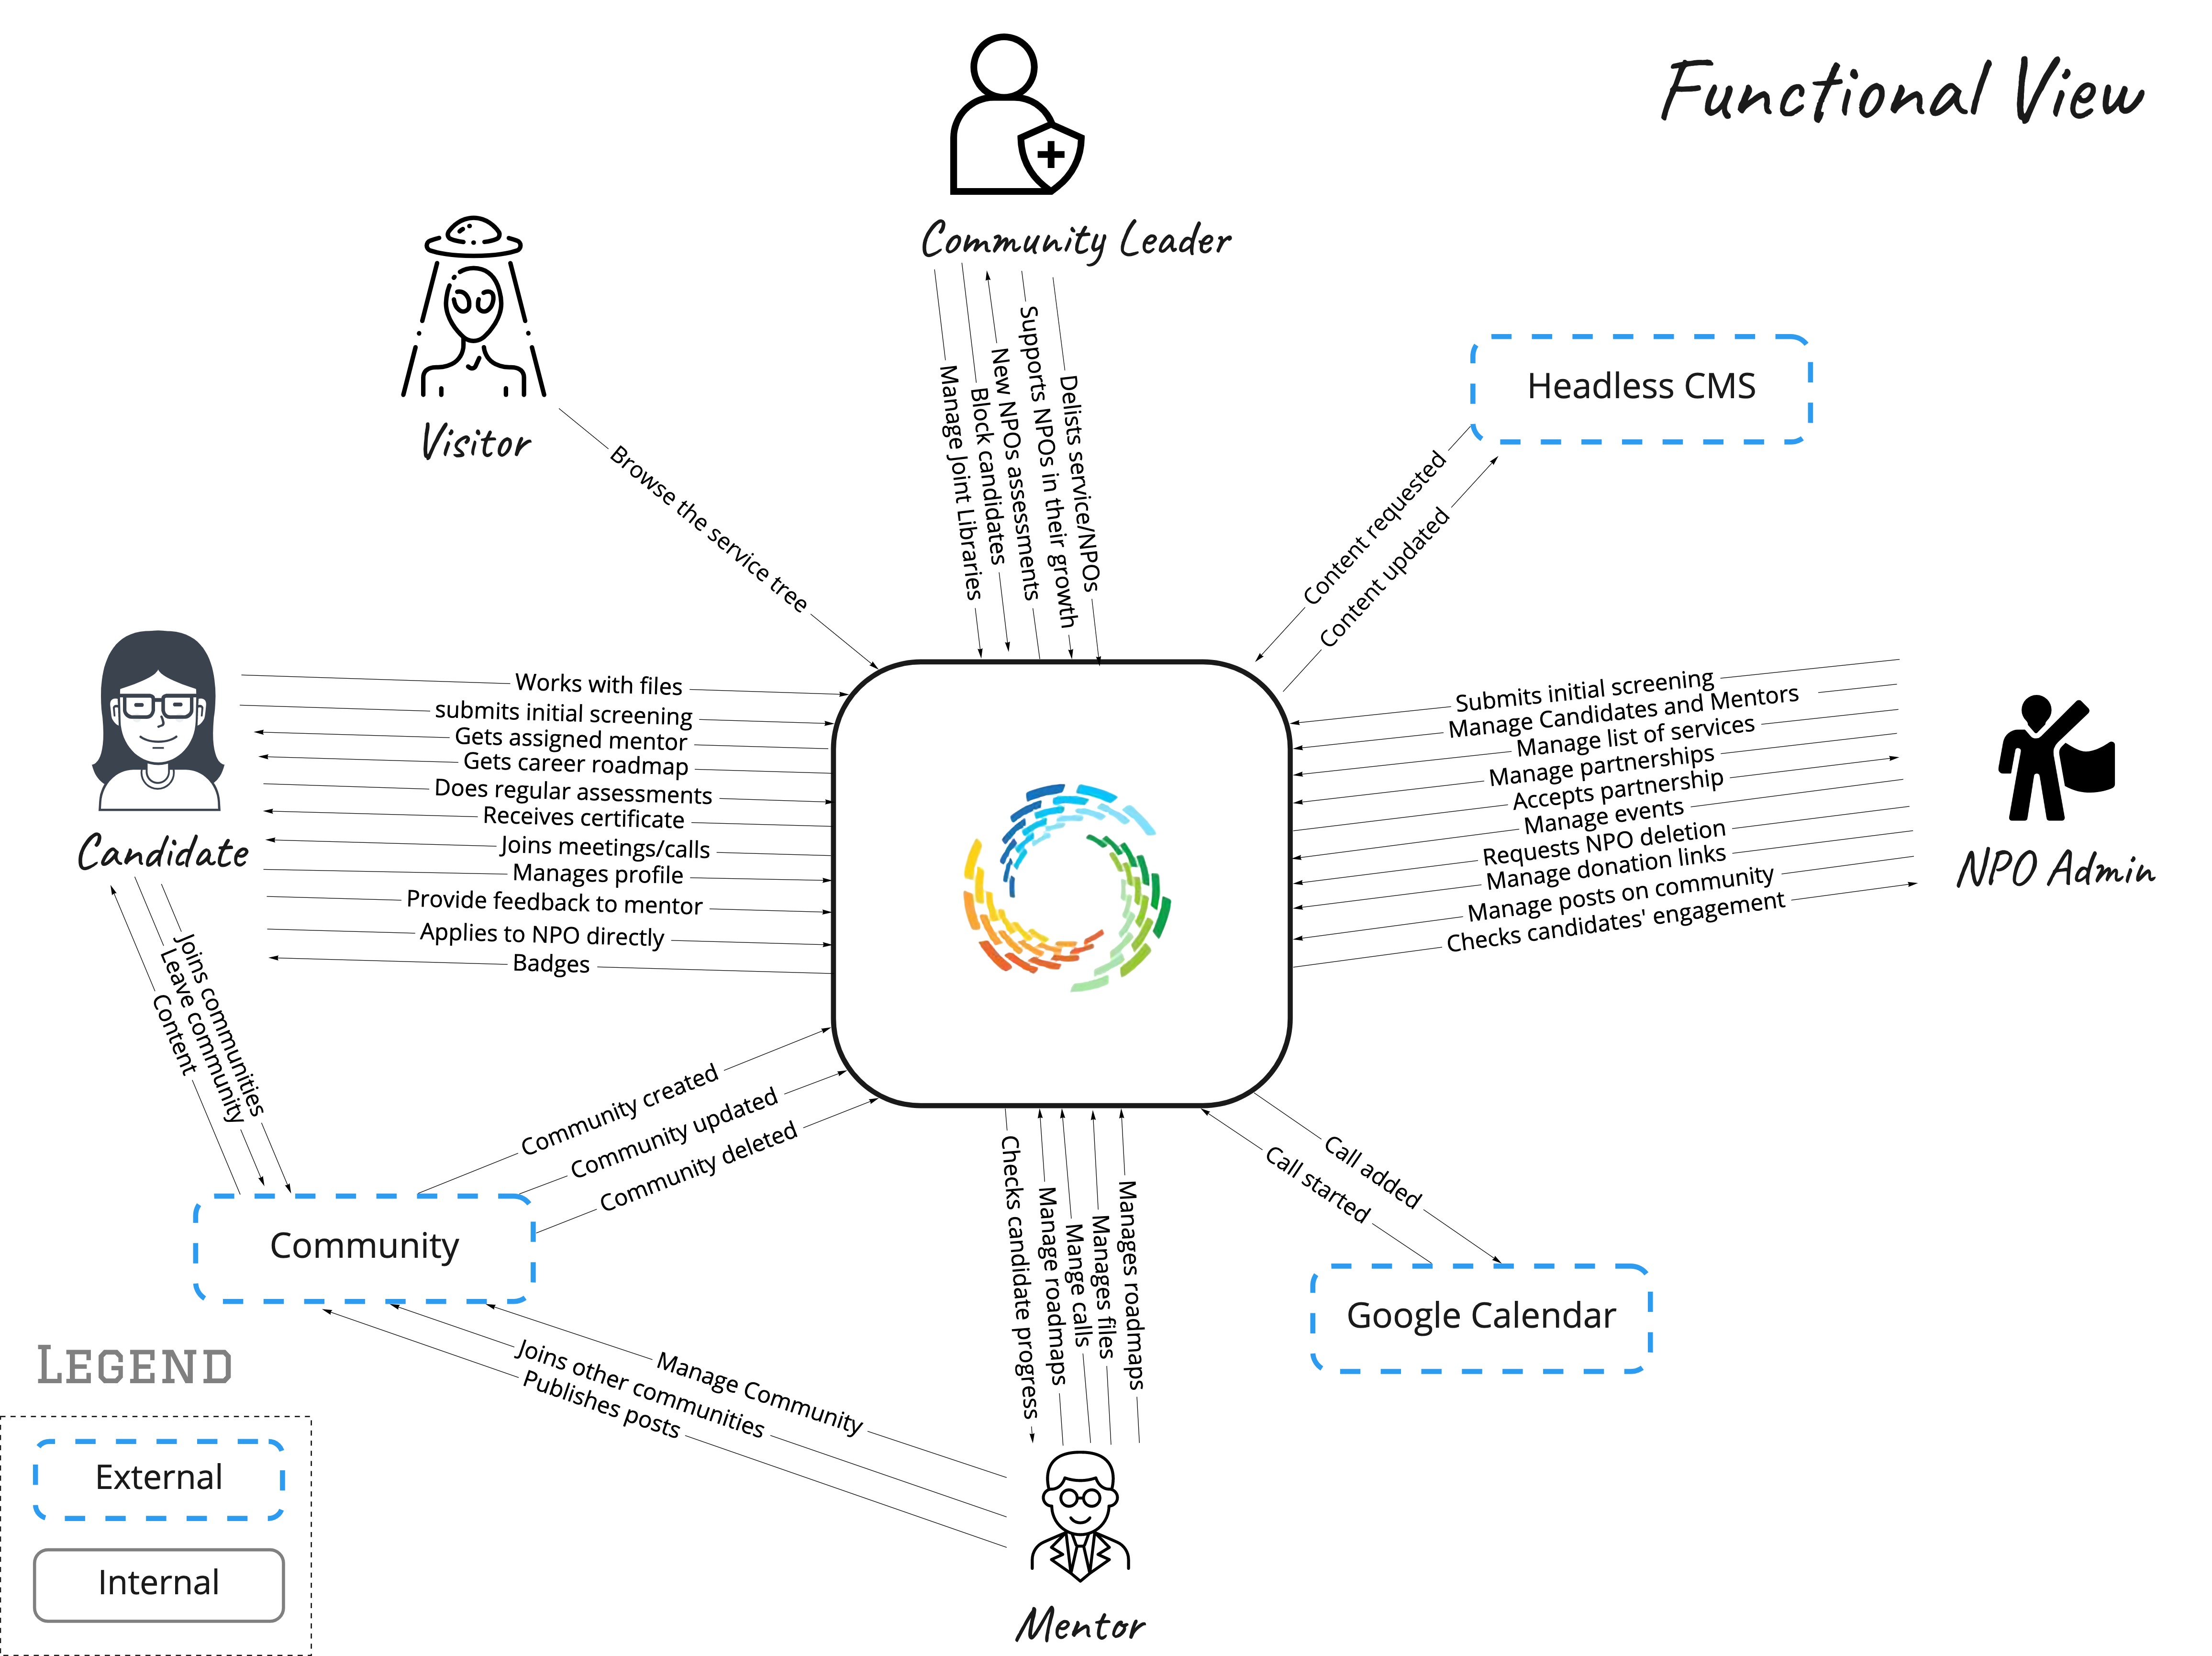 Functional View
Community Leader
Visitor
Headless CMS
Browse the service tree
Manage Joint Libraries
Block candidates
New NPOs assessments
Supports NPOs in their growth
Delists service/NPOs
Content requested
Content updated
Candidate
Works with files
submits initial screening
Gets assigned mentor
Gets career roadmap
Does regular assessments
Receives certificate
Joins meetings/calls
Manages profile
Provide feedback to mentor
Applies to NPO directly
Badges
Submits initial screening
Manage Candidates and Mentors
Manage list of services
Manage partnerships
Accepts partnership
Manage events
Requests NPO deletion
Manage donation links
Manage posts on community
Checks candidates' engagement
NPO Admin
Joins communities
Leave community
Content
Community created
Community updated
Community deleted
Community
Checks candidate progress
Manage roadmaps
Mange calls
Manages files
Manages roadmaps
Call added
Call started
Google Calendar
Manage Community
Joins other communities
Publishes posts
Mentor
LEGEND
External
Internal